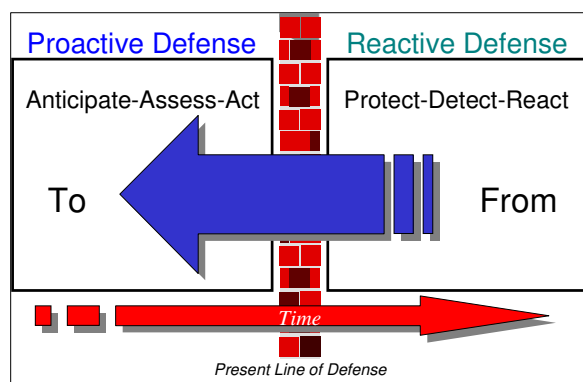 Proactive Defense
Reactive Defense
Anticipate-Assess-Act
Protect-Detect-React
To
From
Time
Present Line of Defense